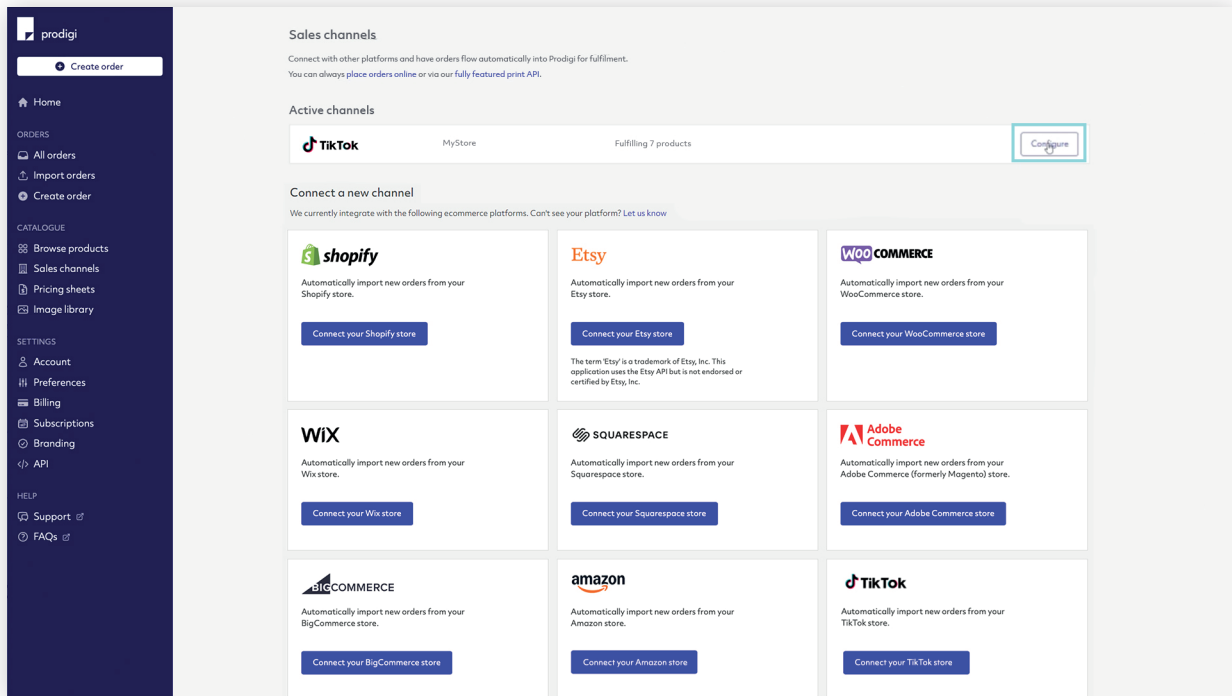 prodigi
Create order
Home
ORDERS
All orders
Import orders
Create order
CATALOGUE
Browse products
Sales channels
Pricing sheets
Image library
SETTINGS
Account
Preferences
Billing
Subscriptions
Branding
API
HELP
Support
FAQs
Sales channels
Connect with other platforms and have orders flow automatically into Prodigi for fulfilment.
You can always place orders online or via our fully featured print API.
Active channels
TikTok MyStore Fulfilling 7 products Configure
Connect a new channel
We currently integrate with the following ecommerce platforms. Can't see your platform? Let us know
shopify
Automatically import new orders from your
Shopify store.
Connect your Shopify store
Etsy
Automatically import new orders from your
Etsy store.
Connect your Etsy store
The term 'Etsy' is a trademark of Etsy, Inc. This
application uses the Etsy API but is not endorsed or
certified by Etsy, Inc.
WOO COMMERCE
Automatically import new orders from your
WooCommerce store.
Connect your WooCommerce store
WiX
Automatically import new orders from your
Wix store.
Connect your Wix store
SQUARESPACE
Automatically import new orders from your
Squarespace store.
Connect your Squarespace store
Adobe
Commerce
Automatically import new orders from your
Adobe Commerce (formerly Magento) store.
Connect your Adobe Commerce store
BIGCOMMERCE
Automatically import new orders from your
BigCommerce store.
Connect your BigCommerce store
amazon
Automatically import new orders from your
Amazon store.
Connect your Amazon store
TikTok
Automatically import new orders from your
TikTok store.
Connect your TikTok store